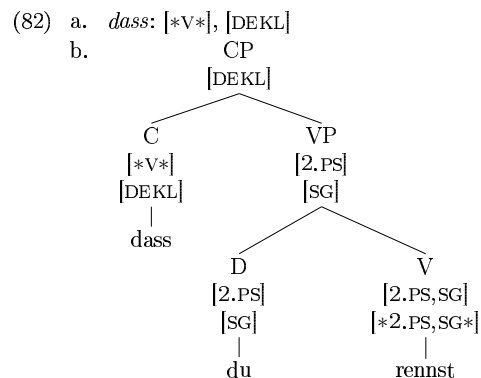 (82) a. dass: [∗V∗], [DEKL]
b. CP
[DEKL]
C VP
[∗V∗] [2.PS]
[DEKL] [SG]
dass
D V
[2.PS] [2.PS,SG]
[SG] [∗2.PS,SG∗]
du rennst